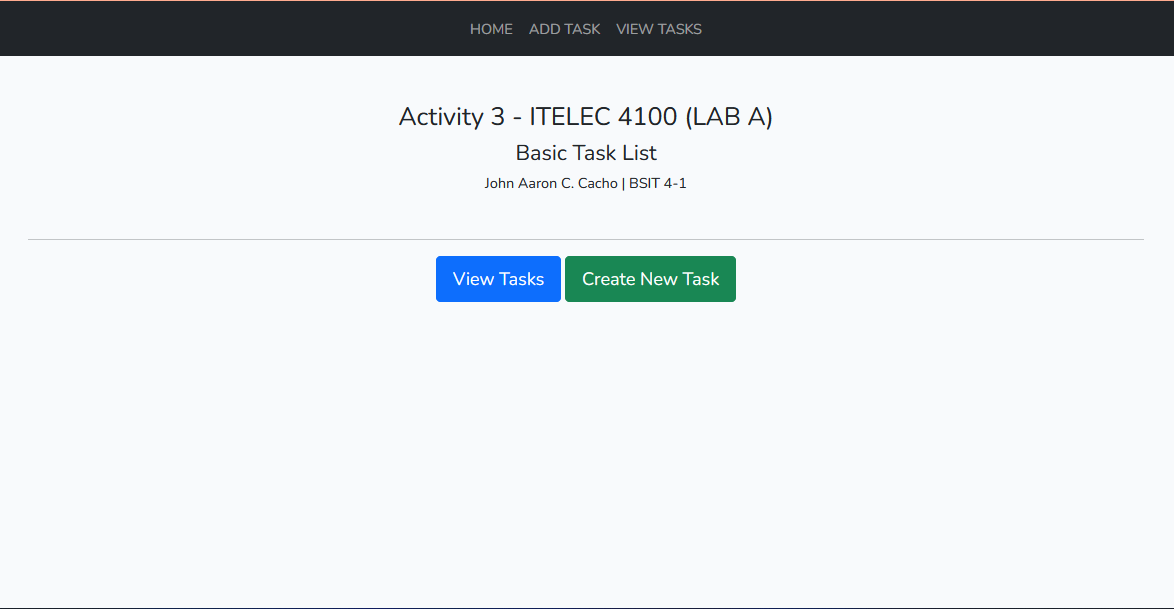 HOME ADD TASK VIEW TASKS
Activity 3 - ITELEC 4100 (LAB A)
Basic Task List
John Aaron C. Cacho | BSIT 4-1
View Tasks Create New Task